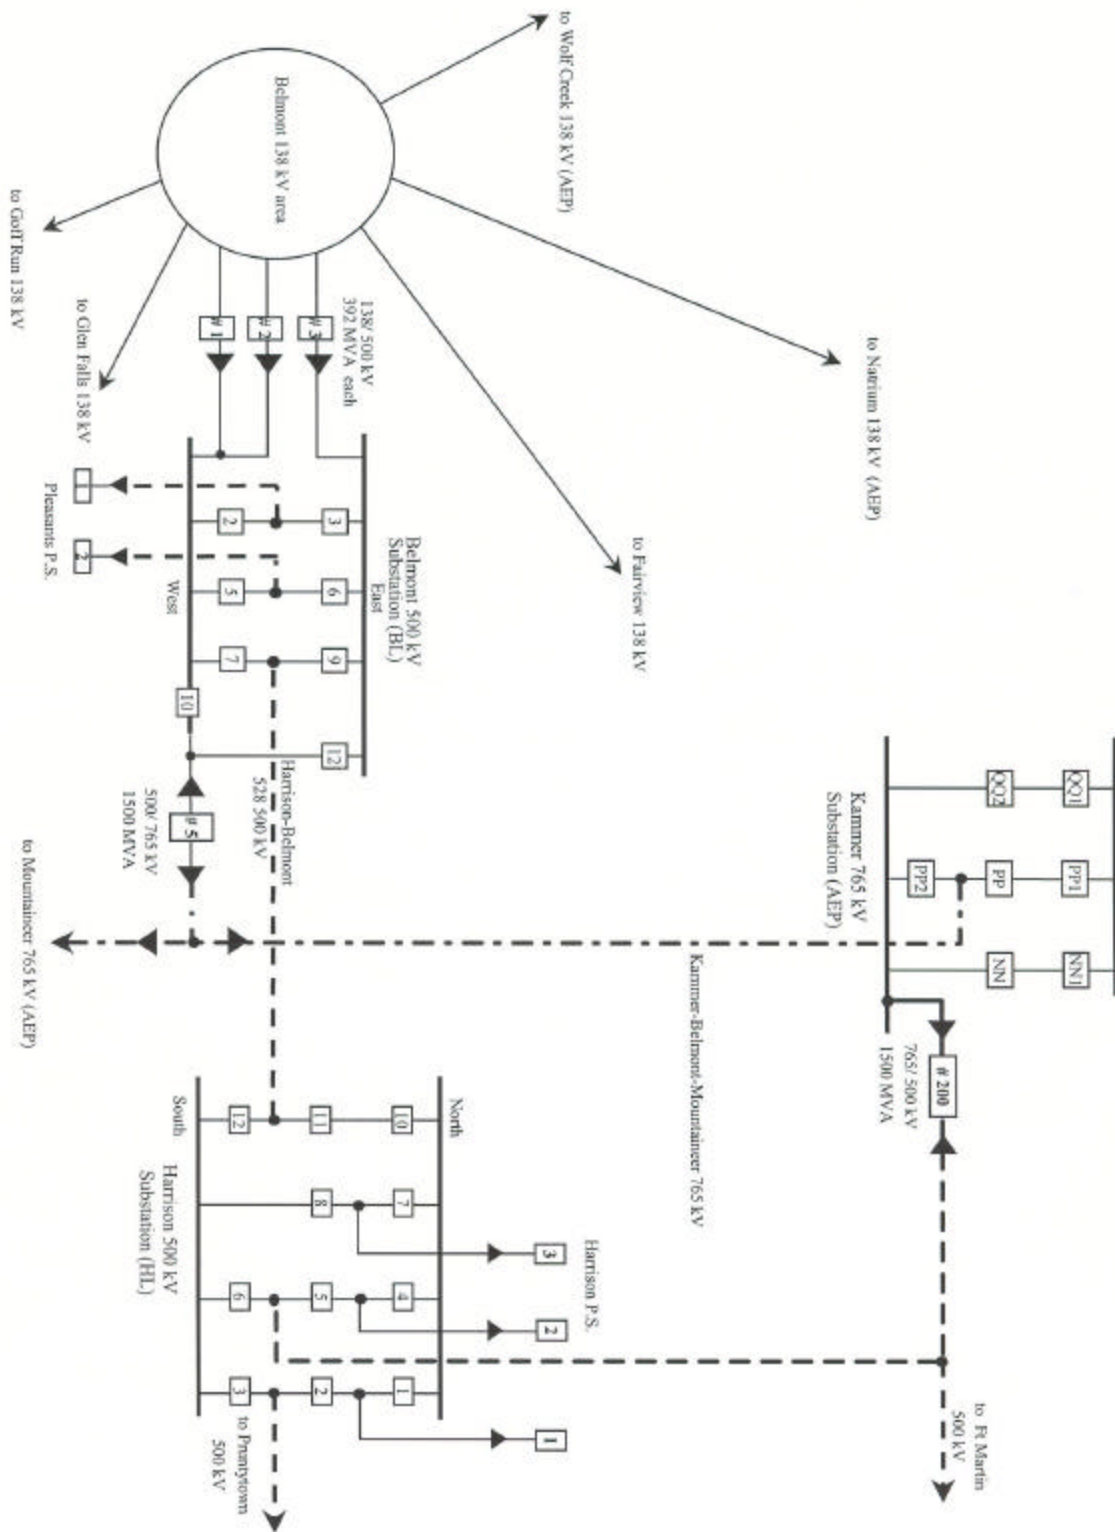 to Wolf Creek 138 kV (AEP)
to Natrium 138 kV (AEP)
to Fairview 138 kV
Belmont 138 kV area
to Goff Run 138 kV
to Glen Falls 138 kV
138/ 500 kV
392 MVA each
# 3
# 2
# 1
Belmont 500 kV
Substation (BL)
East
West
3
6
9
12
2
5
7
10
Pleasants P.S.
1
2
Harrison-Belmont
528 500 kV
# 5
500/ 765 kV
1500 MVA
to Mountaineer 765 kV (AEP)
Kammer 765 kV
Substation (AEP)
QQ1
QQ2
PP1
PP
PP2
NN1
NN
# 200
765/ 500 kV
1500 MVA
Kammer-Belmont-Mountaineer 765 kV
North
South
Harrison 500 kV
Substation (HL)
10
11
12
7
8
4
5
6
1
2
3
Harrison P.S.
3
2
1
to Pruntytown
500 kV
to Ft Martin
500 kV